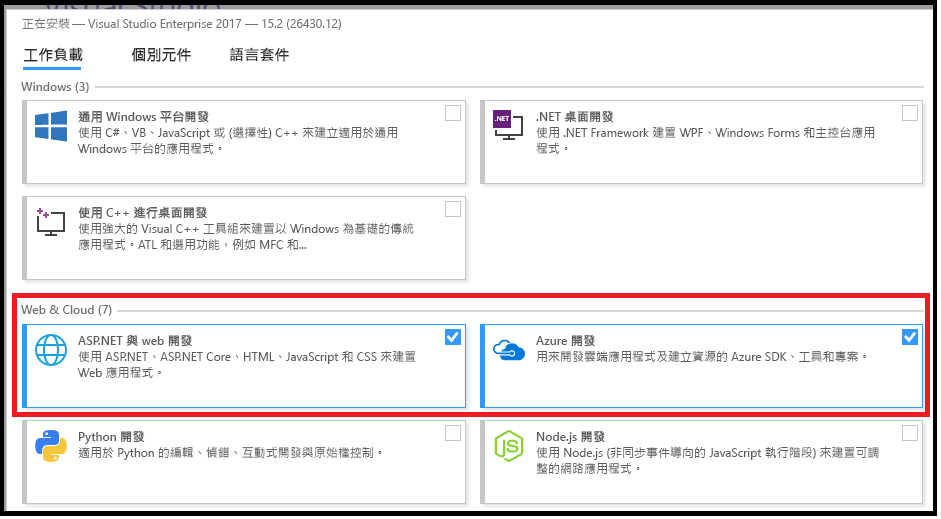 正在安裝 — Visual Studio Enterprise 2017 — 15.2 (26430.12)
工作負載 個別元件 語言套件
Windows (3)
通用 Windows 平台開發
使用 C#、VB、JavaScript 或 (選擇性) C++ 來建立適用於通用
Windows 平台的應用程式。
.NET
.NET 桌面開發
使用 .NET Framework 建置 WPF、Windows Forms 和主控台應用
程式。
使用 C++ 進行桌面開發
使用強大的 Visual C++ 工具組來建置以 Windows 為基礎的傳統
應用程式。ATL 和選用功能，例如 MFC 和...
Web & Cloud (7)
ASP.NET 與 web 開發
使用 ASP.NET、ASP.NET Core、HTML、JavaScript 和 CSS 來建置
Web 應用程式。
Azure 開發
用來開發雲端應用程式及建立資源的 Azure SDK、工具和專案。
Python 開發
適用於 Python 的編輯、偵錯、互動式開發與原始檔控制。
JS
Node.js 開發
使用 Node.js (非同步事件導向的 JavaScript 執行階段) 來建置可調
整的網路應用程式。